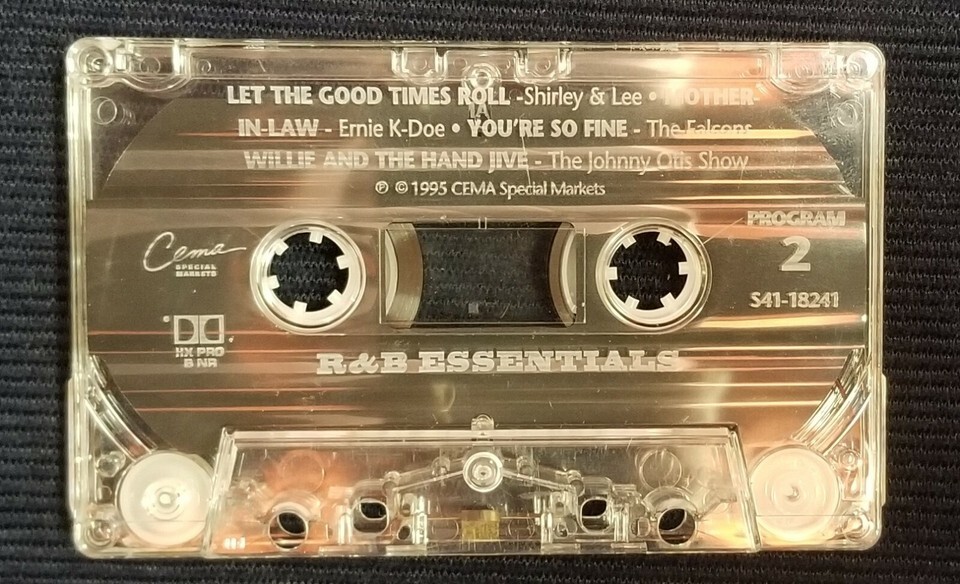 LET THE GOOD TIMES ROLL -Shirley & Lee • MOTHER-
IN-LAW - Ernie K-Doe • YOU'RE SO FINE - The Falcons
WILLIE AND THE HAND JIVE - The Johnny Otis Show
℗ © 1995 CEMA Special Markets
PROGRAM
2
S41-18241
Cema
SPECIAL
MARKETS
HX PRO
B NR
R&B ESSENTIALS